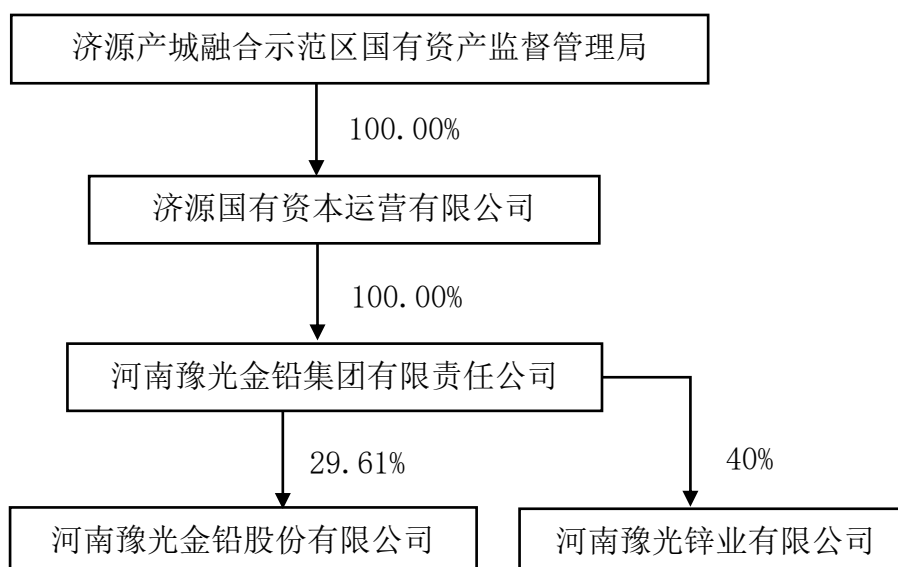 济源产城融合示范区国有资产监督管理局
100.00%
济源国有资本运营有限公司
100.00%
河南豫光金铅集团有限责任公司
29.61%
40%
河南豫光金铅股份有限公司
河南豫光锌业有限公司